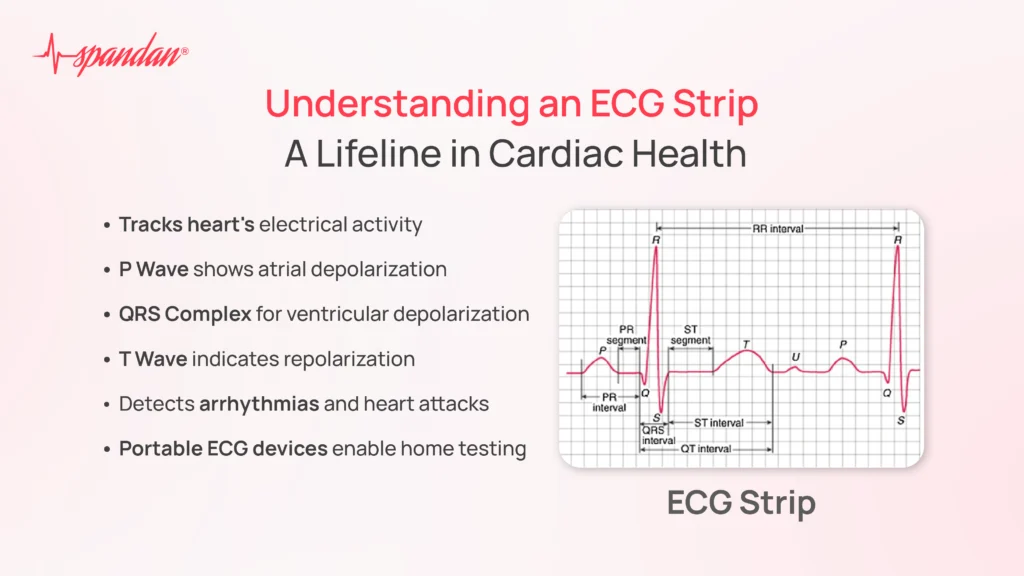 spandan®
Understanding an ECG Strip
A Lifeline in Cardiac Health
• Tracks heart's electrical activity
• P Wave shows atrial depolarization
• QRS Complex for ventricular depolarization
• T Wave indicates repolarization
• Detects arrhythmias and heart attacks
• Portable ECG devices enable home testing
RR interval
R
R
PR
segment
ST
segment
P
T
U
P
Q
Q
PR
interval
S
S
QRS
interval
ST interval
QT interval
ECG Strip